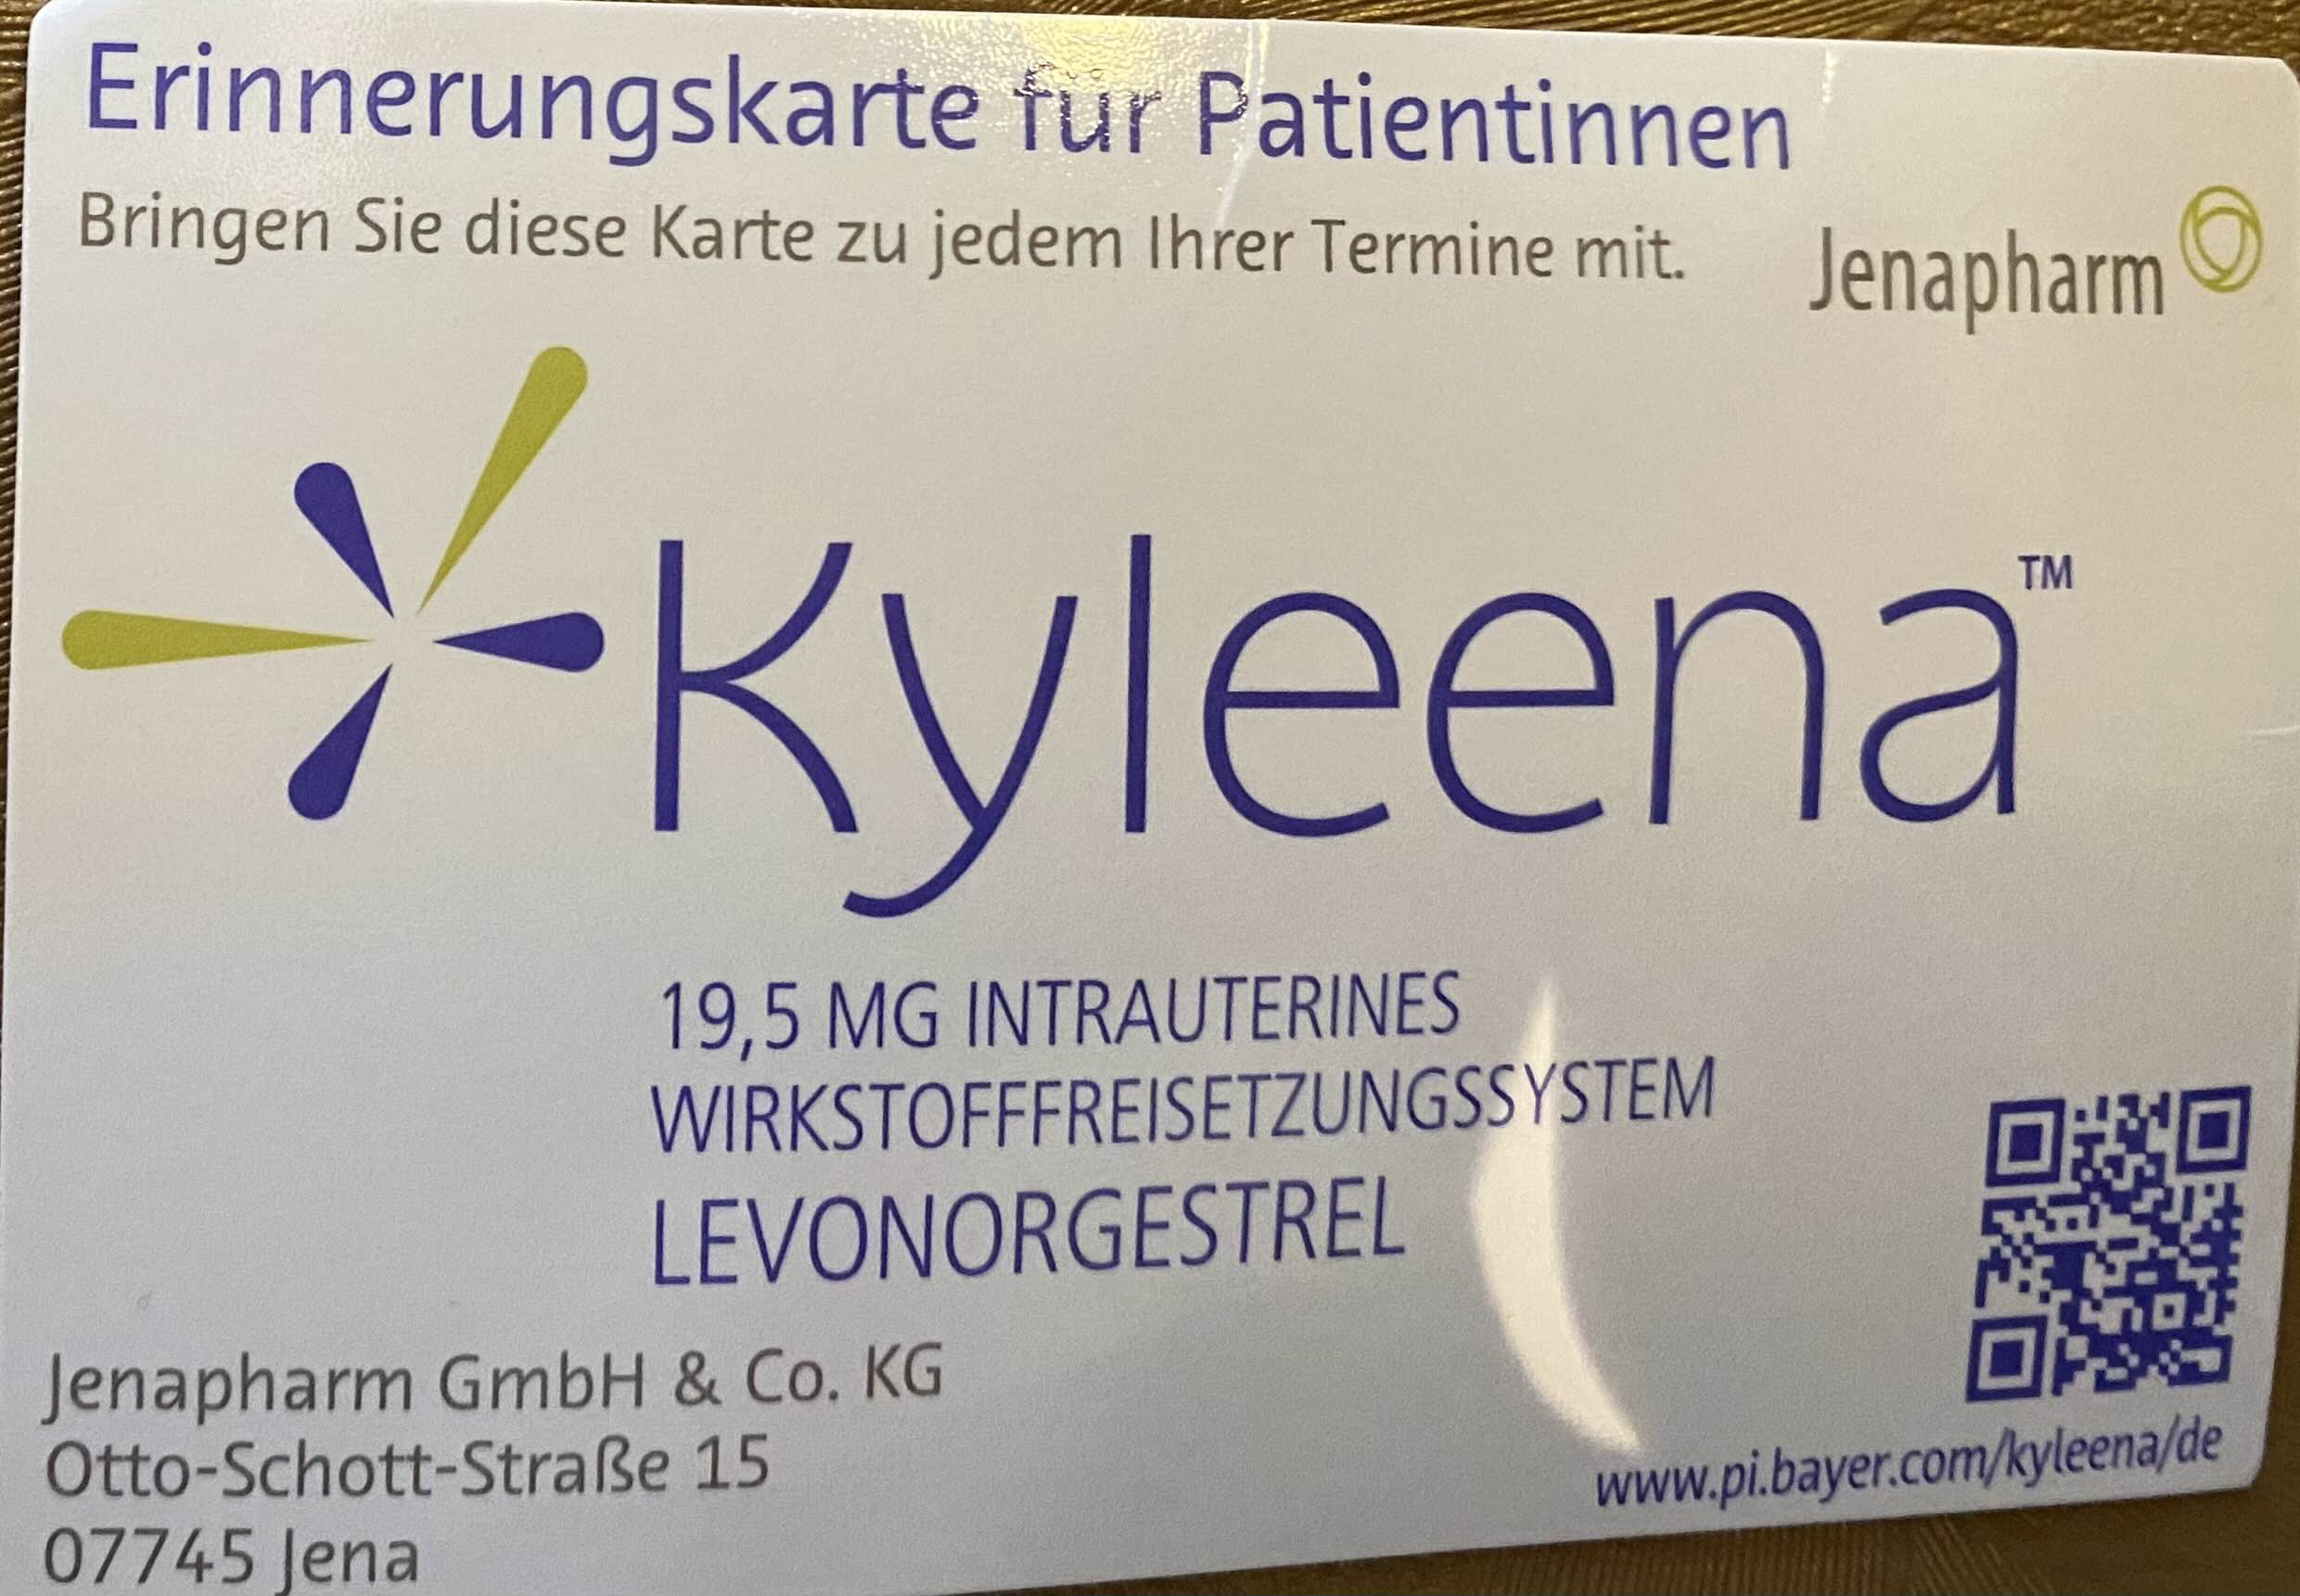 Erinnerungskarte für Patientinnen
Bringen Sie diese Karte zu jedem Ihrer Termine mit.
Jenapharm
Kyleena™
19,5 MG INTRAUTERINES
WIRKSTOFFFREISETZUNGSSYSTEM
LEVONORGESTREL
Jenapharm GmbH & Co. KG
Otto-Schott-Straße 15
07745 Jena
www.pi.bayer.com/kyleena/de